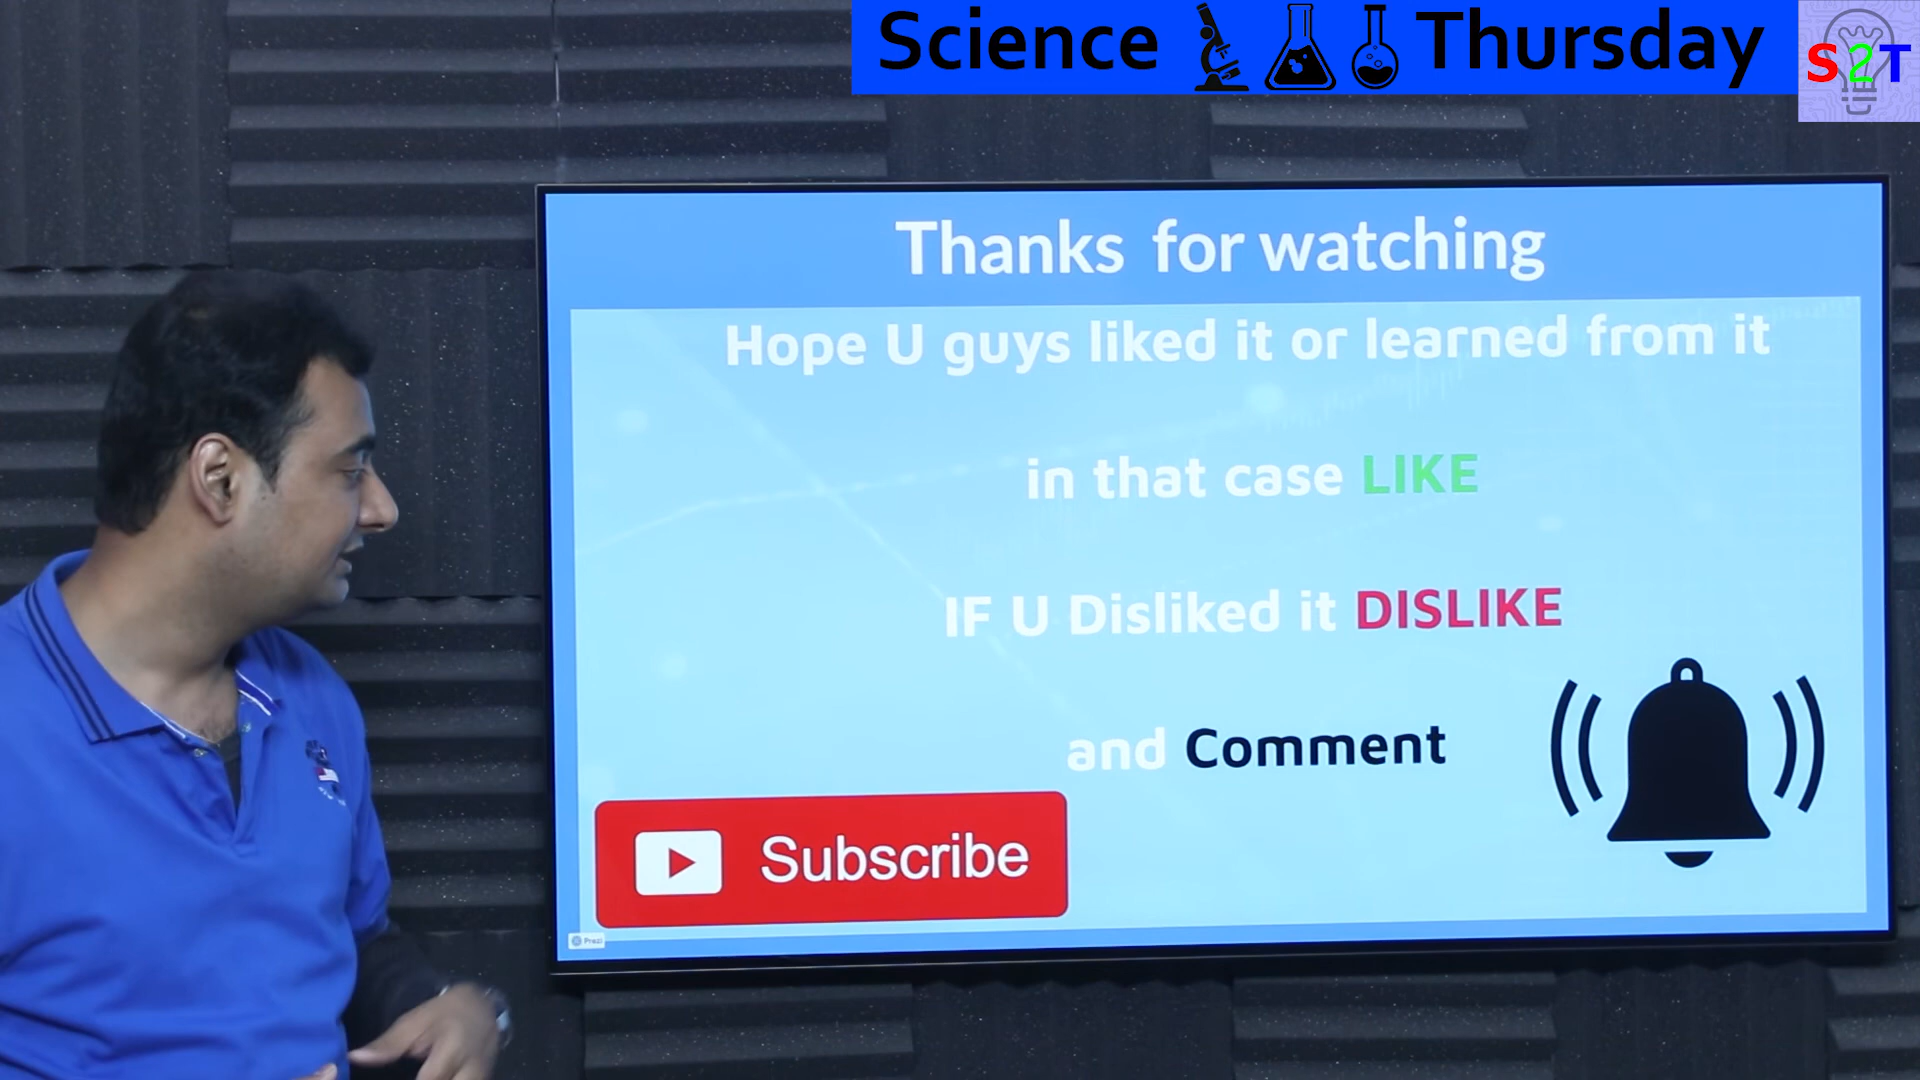 Science Thursday
S2T
Thanks for watching
Hope U guys liked it or learned from it
in that case LIKE
IF U Disliked it DISLIKE
and Comment
Subscribe
Prezi